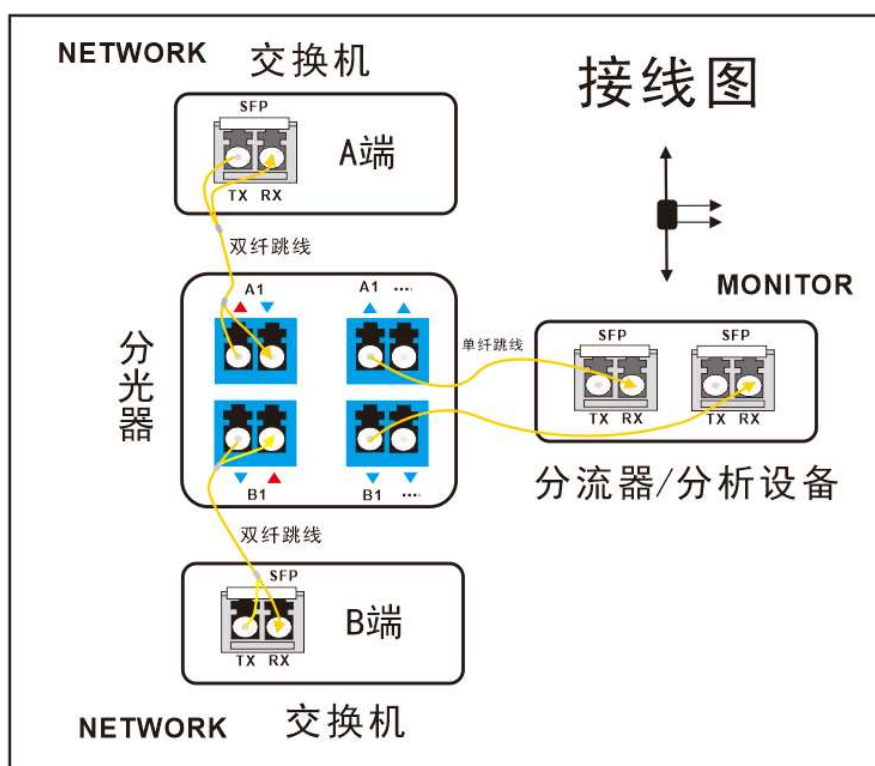 NETWORK
交换机
接线图
SFP
A端
TX RX
双纤跳线
A1
A1 ····
MONITOR
分光器
单纤跳线
SFP
SFP
TX RX
TX RX
B1
B1 ····
分流器/分析设备
双纤跳线
SFP
B端
TX RX
NETWORK
交换机